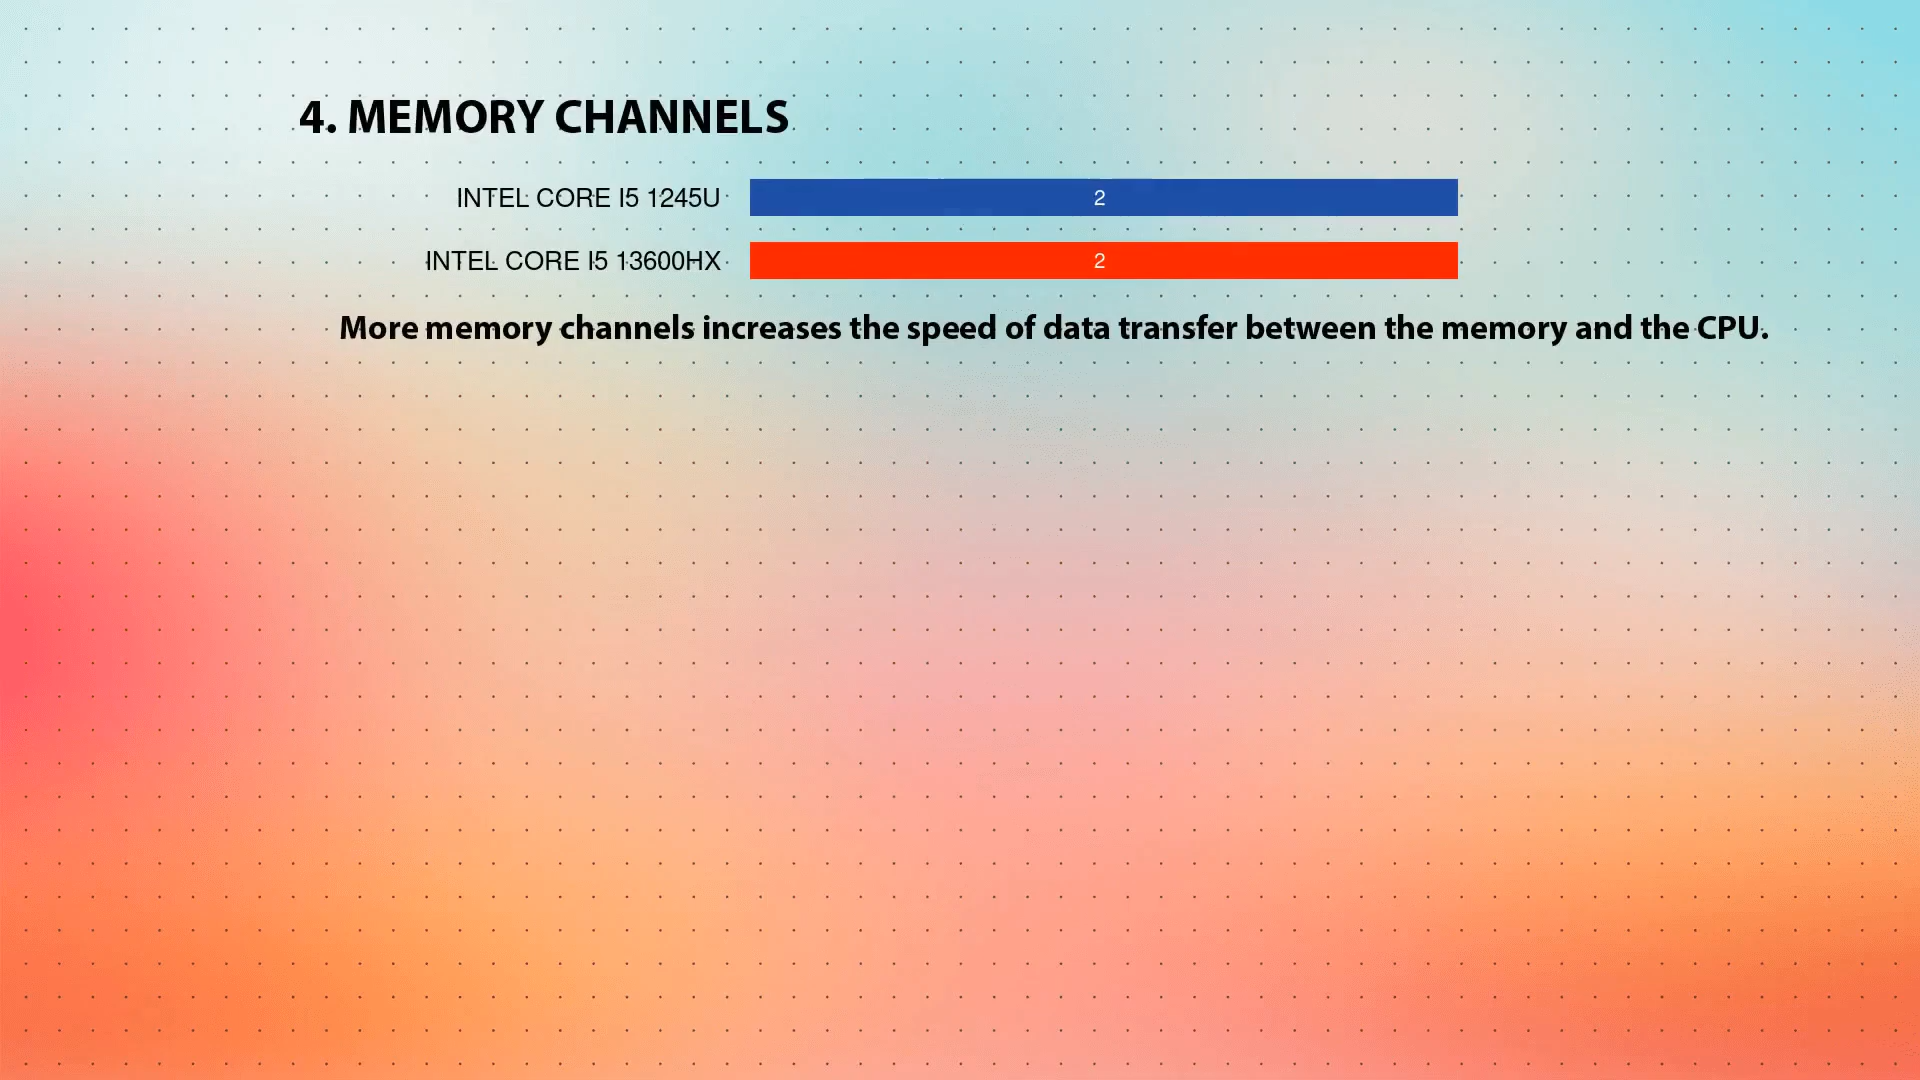 4. MEMORY CHANNELS
INTEL CORE I5 1245U 2
INTEL CORE I5 13600HX 2
More memory channels increases the speed of data transfer between the memory and the CPU.